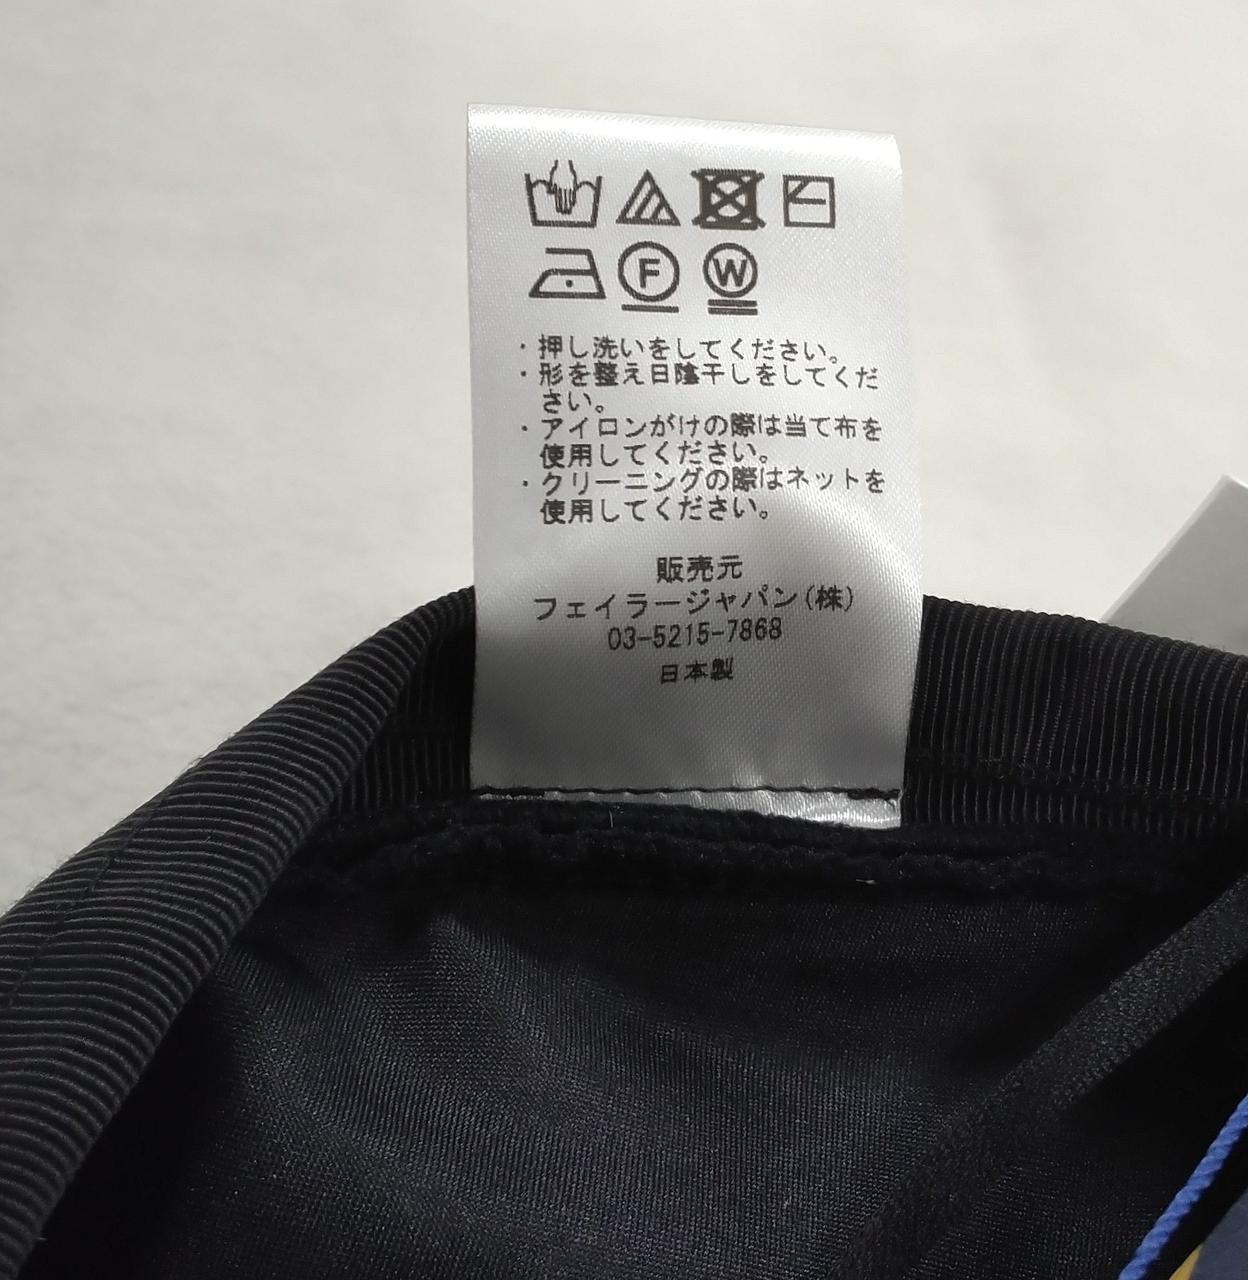 F W
・押し洗いをしてください。
・形を整え日陰干しをしてくだ
さい。
・アイロンがけの際は当て布を
使用してください。
・クリーニングの際はネットを
使用してください。
販売元
フェイラージャパン(株)
03-5215-7868
日本製